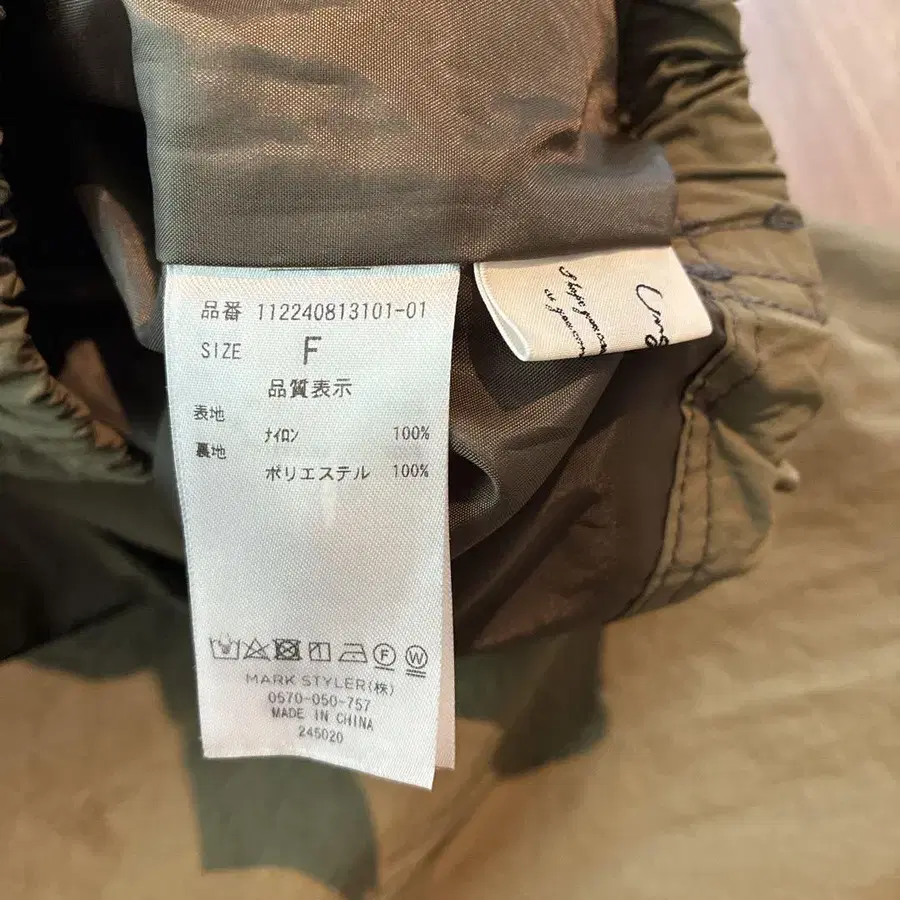 品番 112240813101-01
SIZE F
品質表示
表地 ﾅｲﾛﾝ 100%
裏地 ポリエステル 100%
F W
MARK STYLER(株)
0570-050-757
MADE IN CHINA
245020